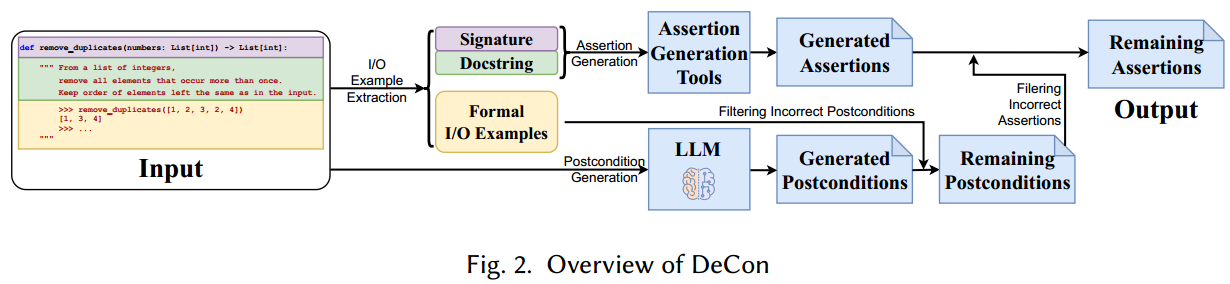 def remove_duplicates(numbers: List[int]) -> List[int]:
""" From a list of integers,
remove all elements that occur more than once.
Keep order of elements left the same as in the input.
>>> remove_duplicates([1, 2, 3, 2, 4])
[1, 3, 4]
>>> ...
"""
Input
I/O
Example
Extraction
Signature
Docstring
Formal
I/O Examples
Assertion
Generation
Assertion
Generation
Tools
Generated
Assertions
Filtering Incorrect Postconditions
Postcondition
Generation
LLM
Generated
Postconditions
Remaining
Postconditions
Filering
Incorrect
Assertions
Remaining
Assertions
Output
Fig. 2. Overview of DeCon